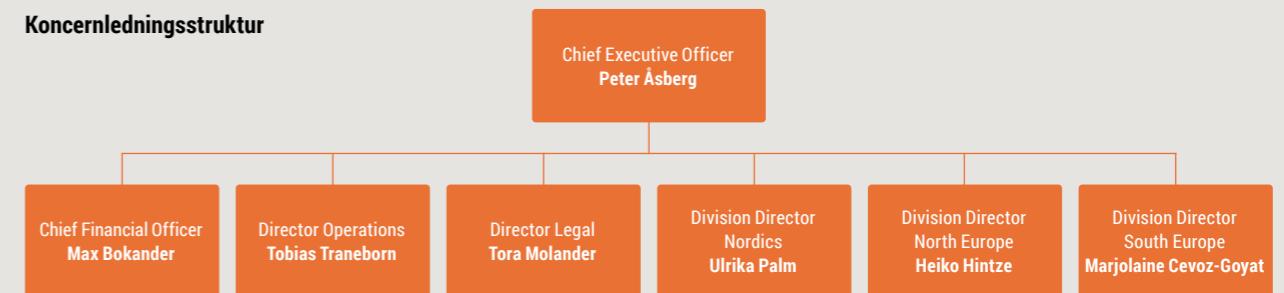 Koncernledningsstruktur
Chief Executive Officer
Peter Åsberg
Chief Financial Officer
Max Bokander
Director Operations
Tobias Traneborn
Director Legal
Tora Molander
Division Director
Nordics
Ulrika Palm
Division Director
North Europe
Heiko Hintze
Division Director
South Europe
Marjolaine Cevoz-Goyat